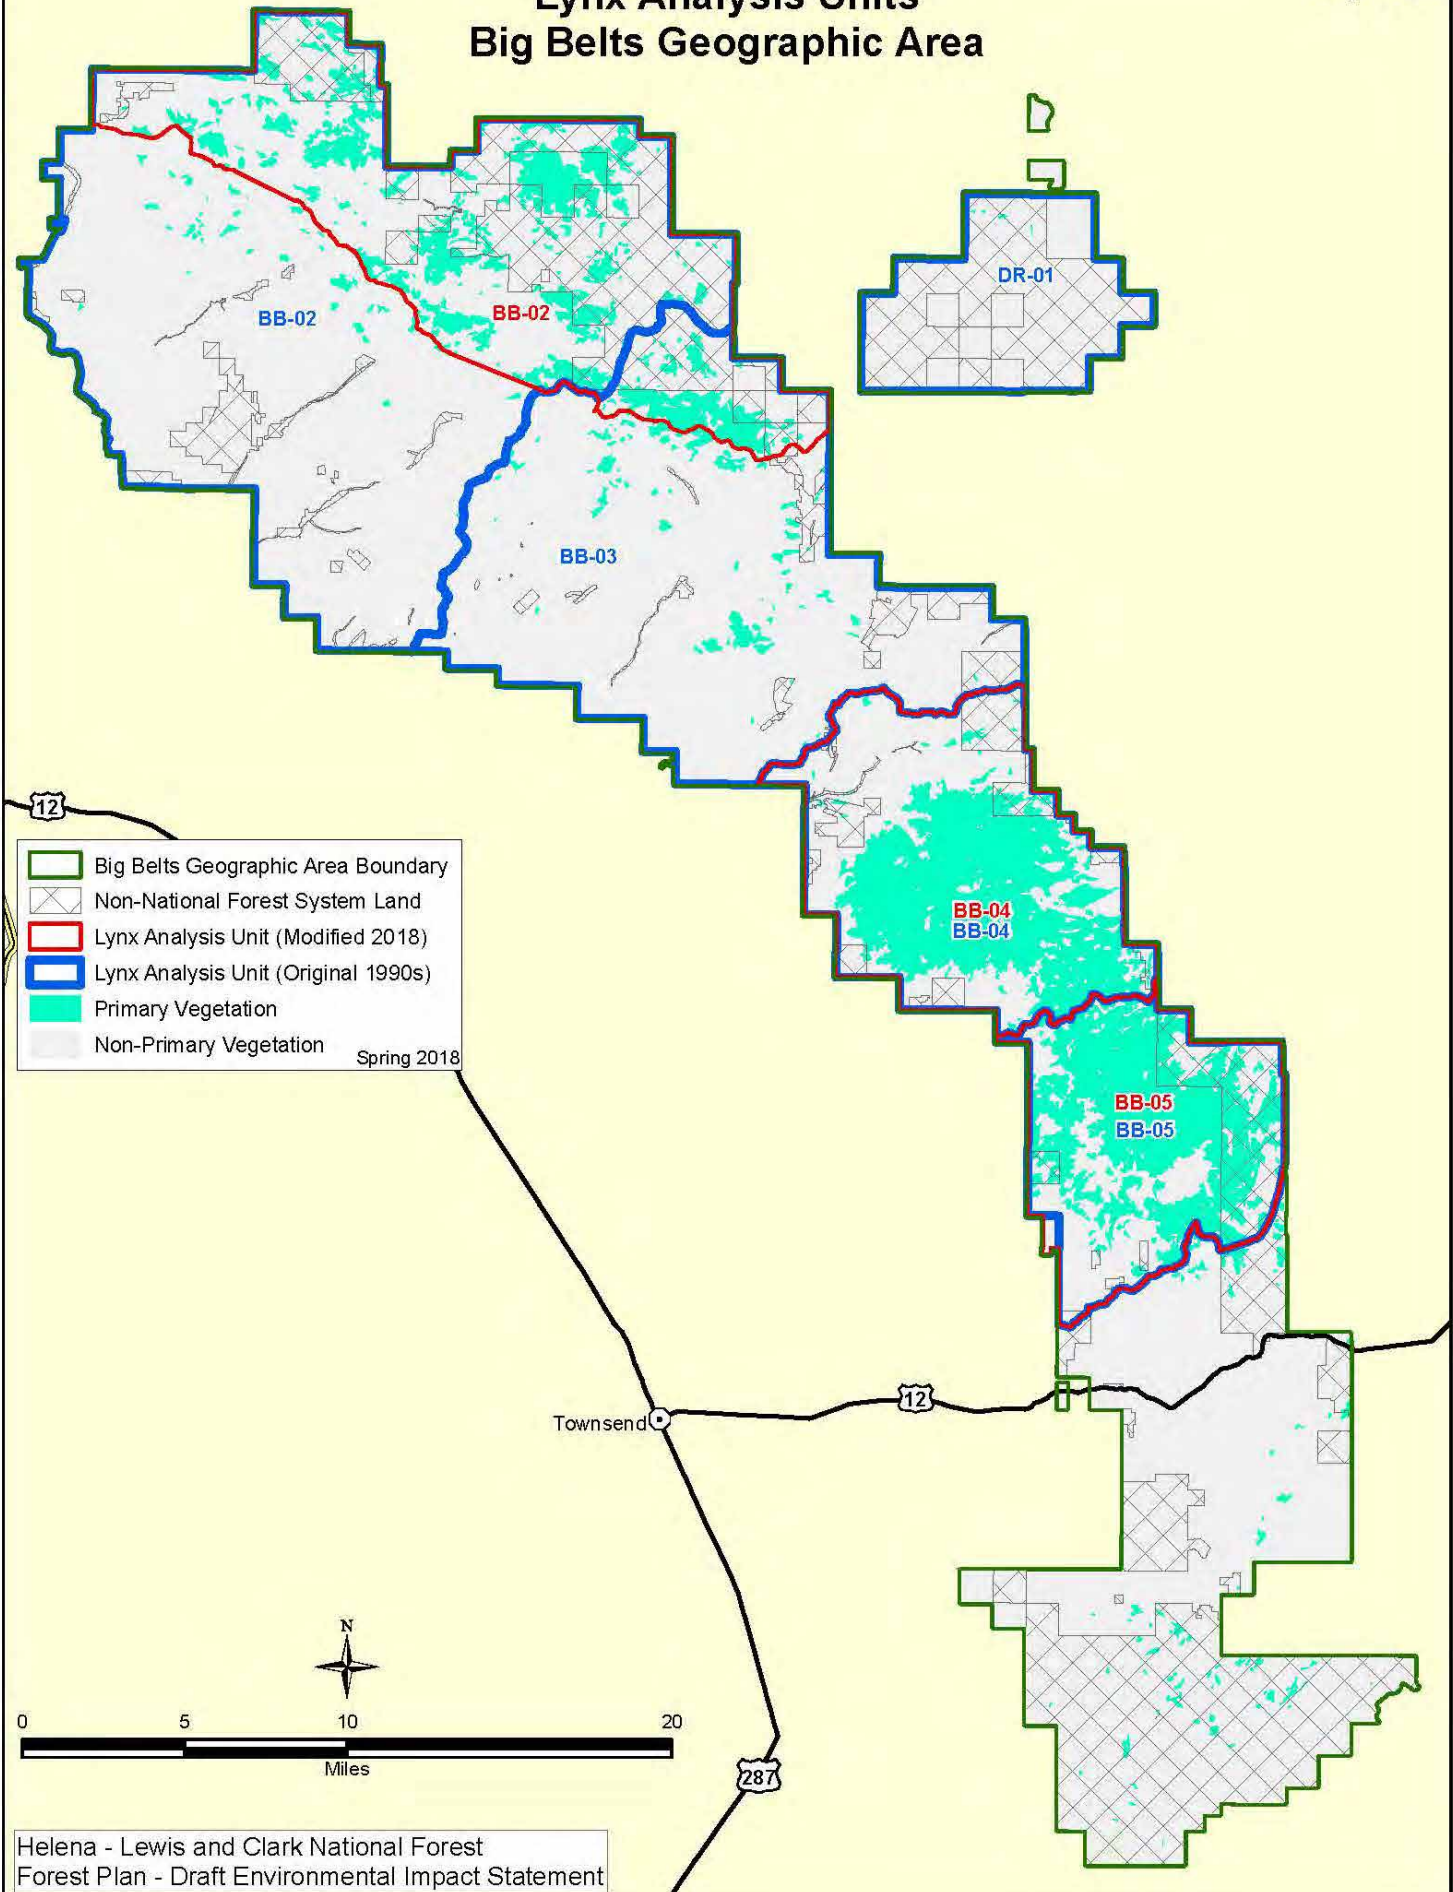 Lynx Analysis Units
Big Belts Geographic Area
DR-01
BB-02
BB-02
BB-03
12
Big Belts Geographic Area Boundary
Non-National Forest System Land
Lynx Analysis Unit (Modified 2018)
Lynx Analysis Unit (Original 1990s)
Primary Vegetation
Non-Primary Vegetation
Spring 2018
BB-04
BB-04
BB-05
BB-05
12
Townsend
N
0 5 10 20
Miles
287
Helena - Lewis and Clark National Forest
Forest Plan - Draft Environmental Impact Statement